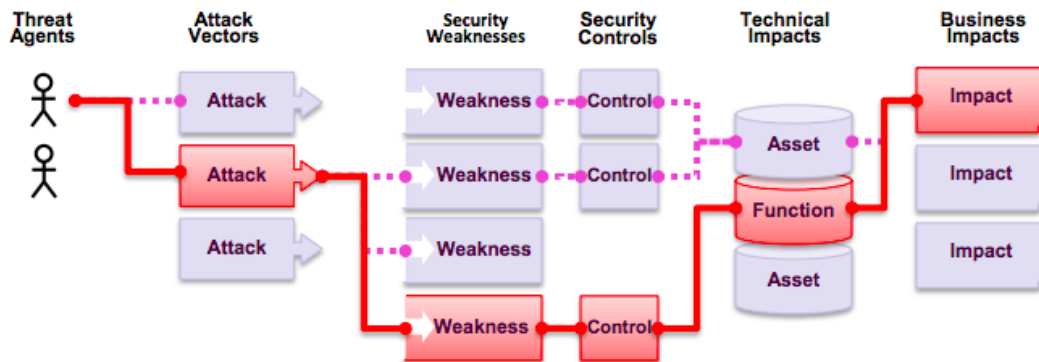 Threat
Agents
Attack
Vectors
Security
Weaknesses
Security
Controls
Technical
Impacts
Business
Impacts
Attack
Weakness
Control
Impact
Asset
Attack
Weakness
Control
Impact
Function
Attack
Weakness
Impact
Asset
Weakness
Control